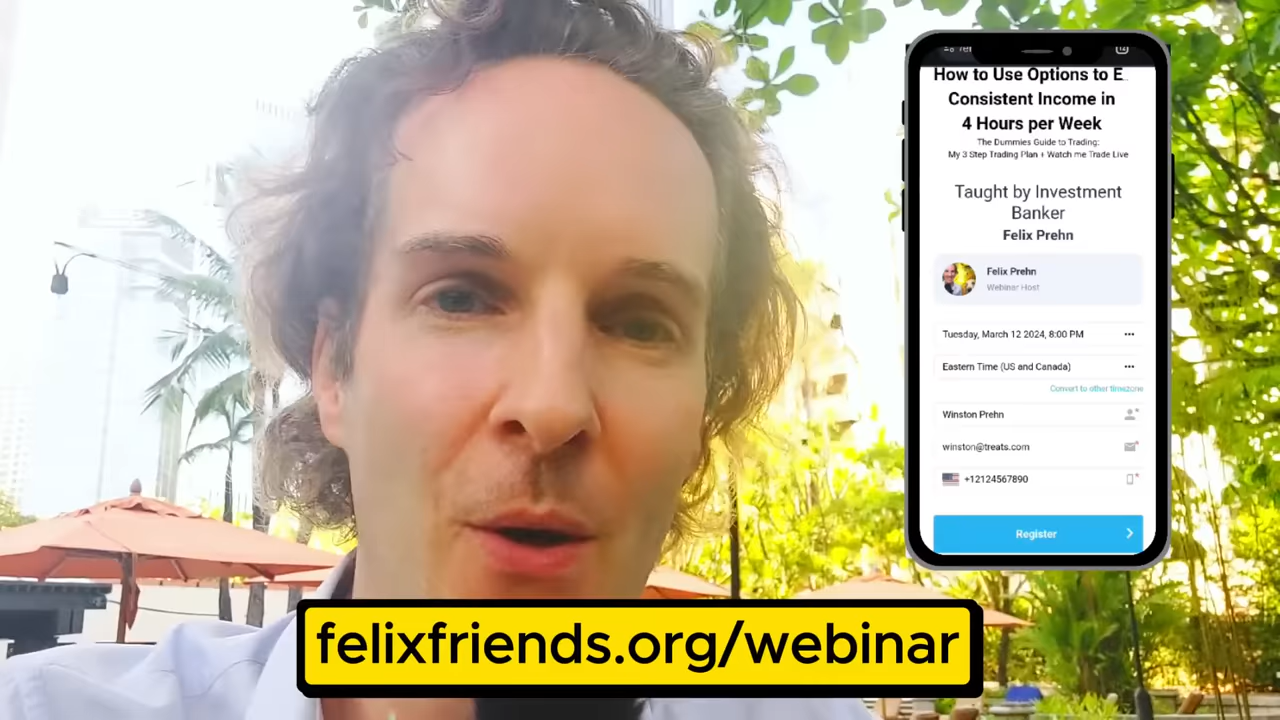 How to Use Options to E
Consistent Income in
4 Hours per Week
The Dummies Guide to Trading:
My 3 Step Trading Plan + Watch me Trade Live
Taught by Investment
Banker
Felix Prehn
Felix Prehn
Webinar Host
Tuesday, March 12 2024, 8:00 PM
Eastern Time (US and Canada)
Convert to other timezone
Winston Prehn
winston@treats.com
+12124567890
Register
felixfriends.org/webinar